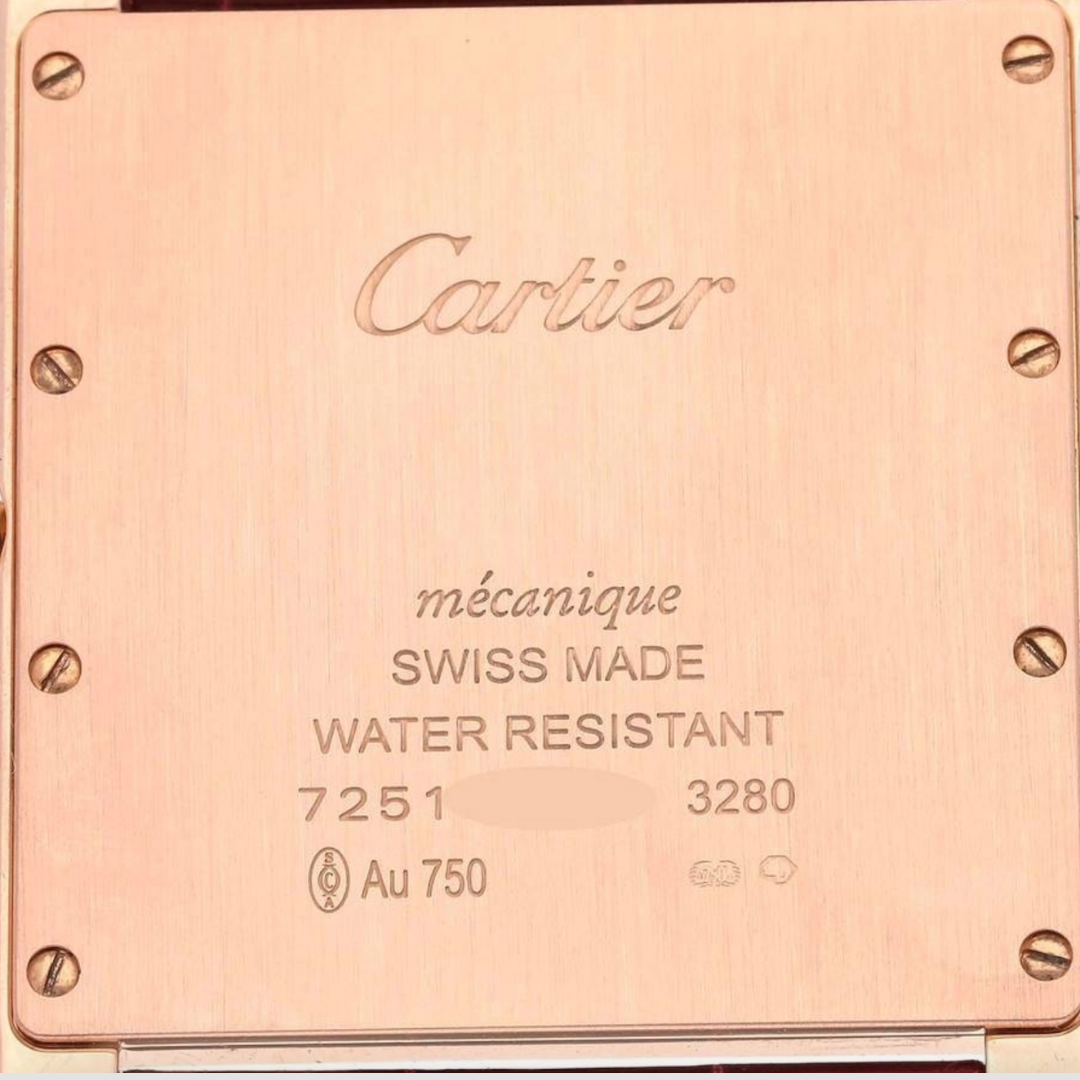 Cartier
mécanique
SWISS MADE
WATER RESISTANT
7251 3280
S C A Au 750